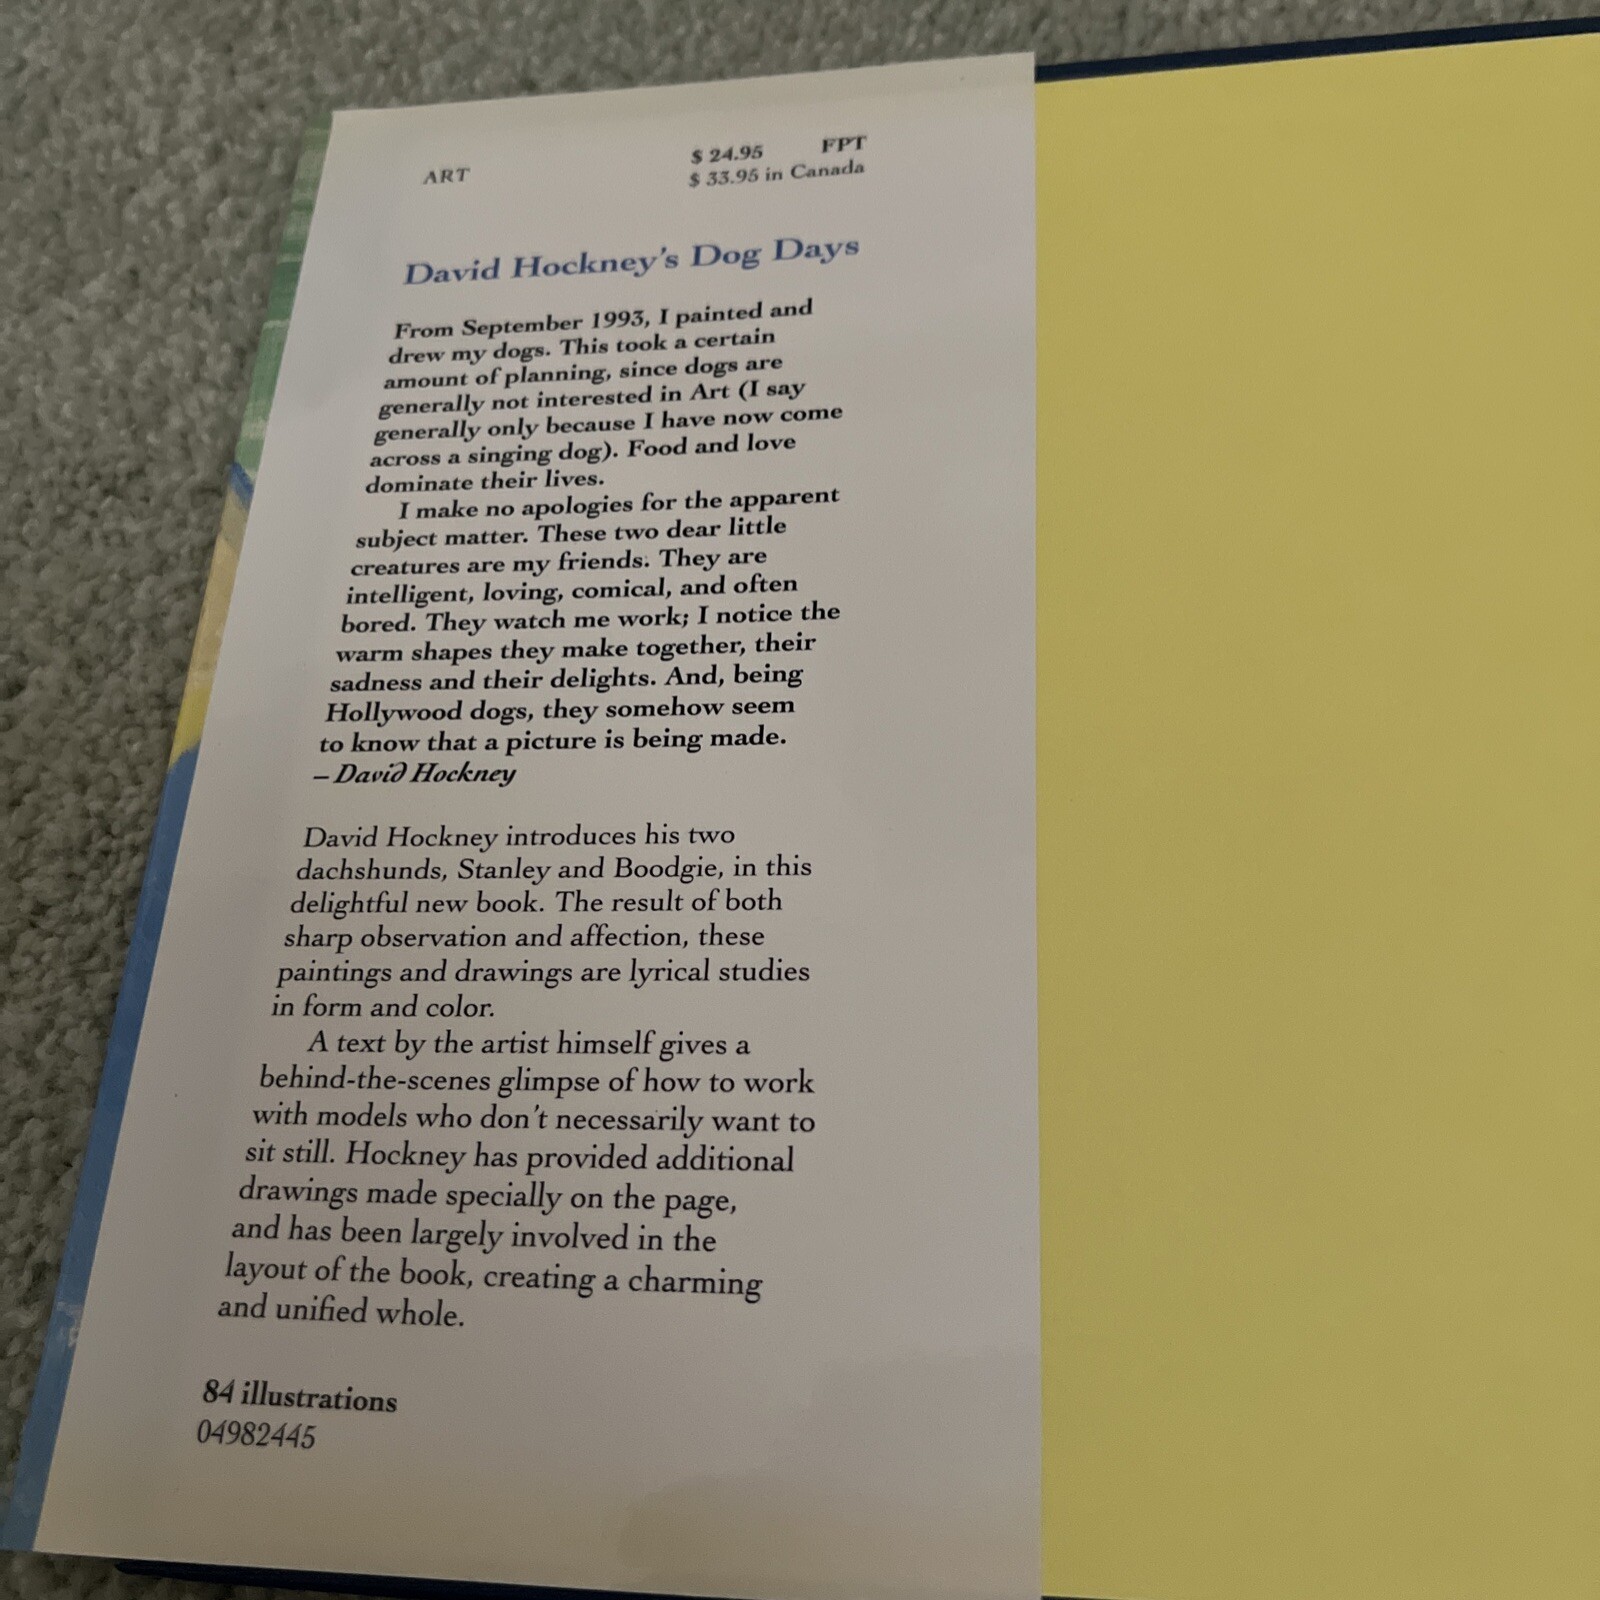 ART
$ 24.95 FPT
$ 33.95 in Canada
David Hockney's Dog Days
From September 1993, I painted and
drew my dogs. This took a certain
amount of planning, since dogs are
generally not interested in Art (I say
generally only because I have now come
across a singing dog). Food and love
dominate their lives.
I make no apologies for the apparent
subject matter. These two dear little
creatures are my friends. They are
intelligent, loving, comical, and often
bored. They watch me work; I notice the
warm shapes they make together, their
sadness and their delights. And, being
Hollywood dogs, they somehow seem
to know that a picture is being made.
– David Hockney
David Hockney introduces his two
dachshunds, Stanley and Boodgie, in this
delightful new book. The result of both
sharp observation and affection, these
paintings and drawings are lyrical studies
in form and color.
A text by the artist himself gives a
behind-the-scenes glimpse of how to work
with models who don't necessarily want to
sit still. Hockney has provided additional
drawings made specially on the page,
and has been largely involved in the
layout of the book, creating a charming
and unified whole.
84 illustrations
04982445